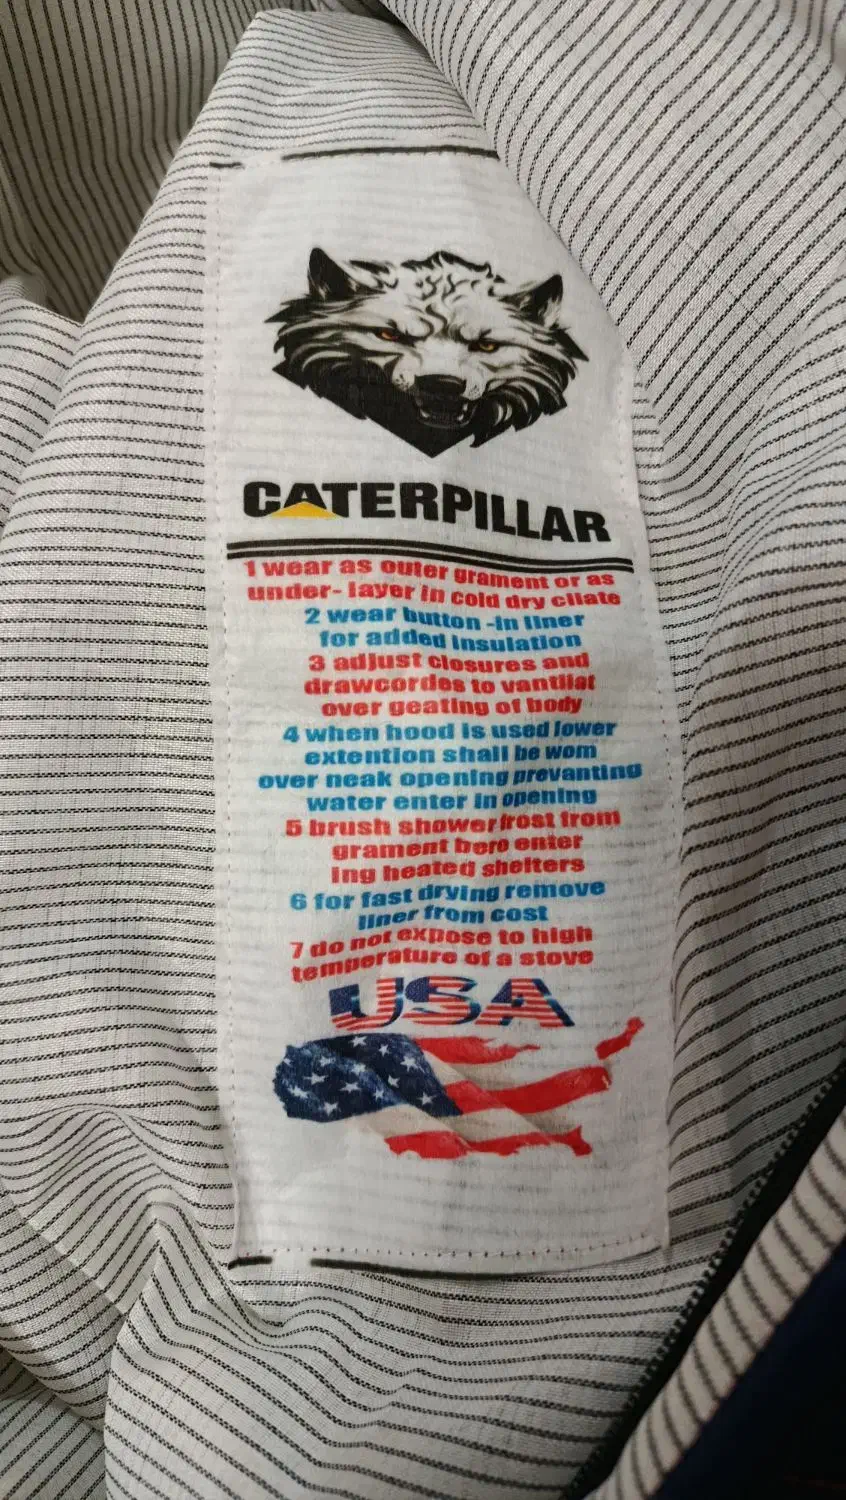 CATERPILLAR
1 wear as outer grament or as
under- layer in cold dry cliate
2 wear button -in liner
for added insulation
3 adjust closures and
drawcordes to vantilat
over geating of body
4 when hood is used lower
extention shall be wom
over neak opening prevanting
water enter in opening
5 brush shower frost from
grament bero enter
ing heated shelters
6 for fast drying remove
liner from cost
7 do not expose to high
temperature of a stove
USA